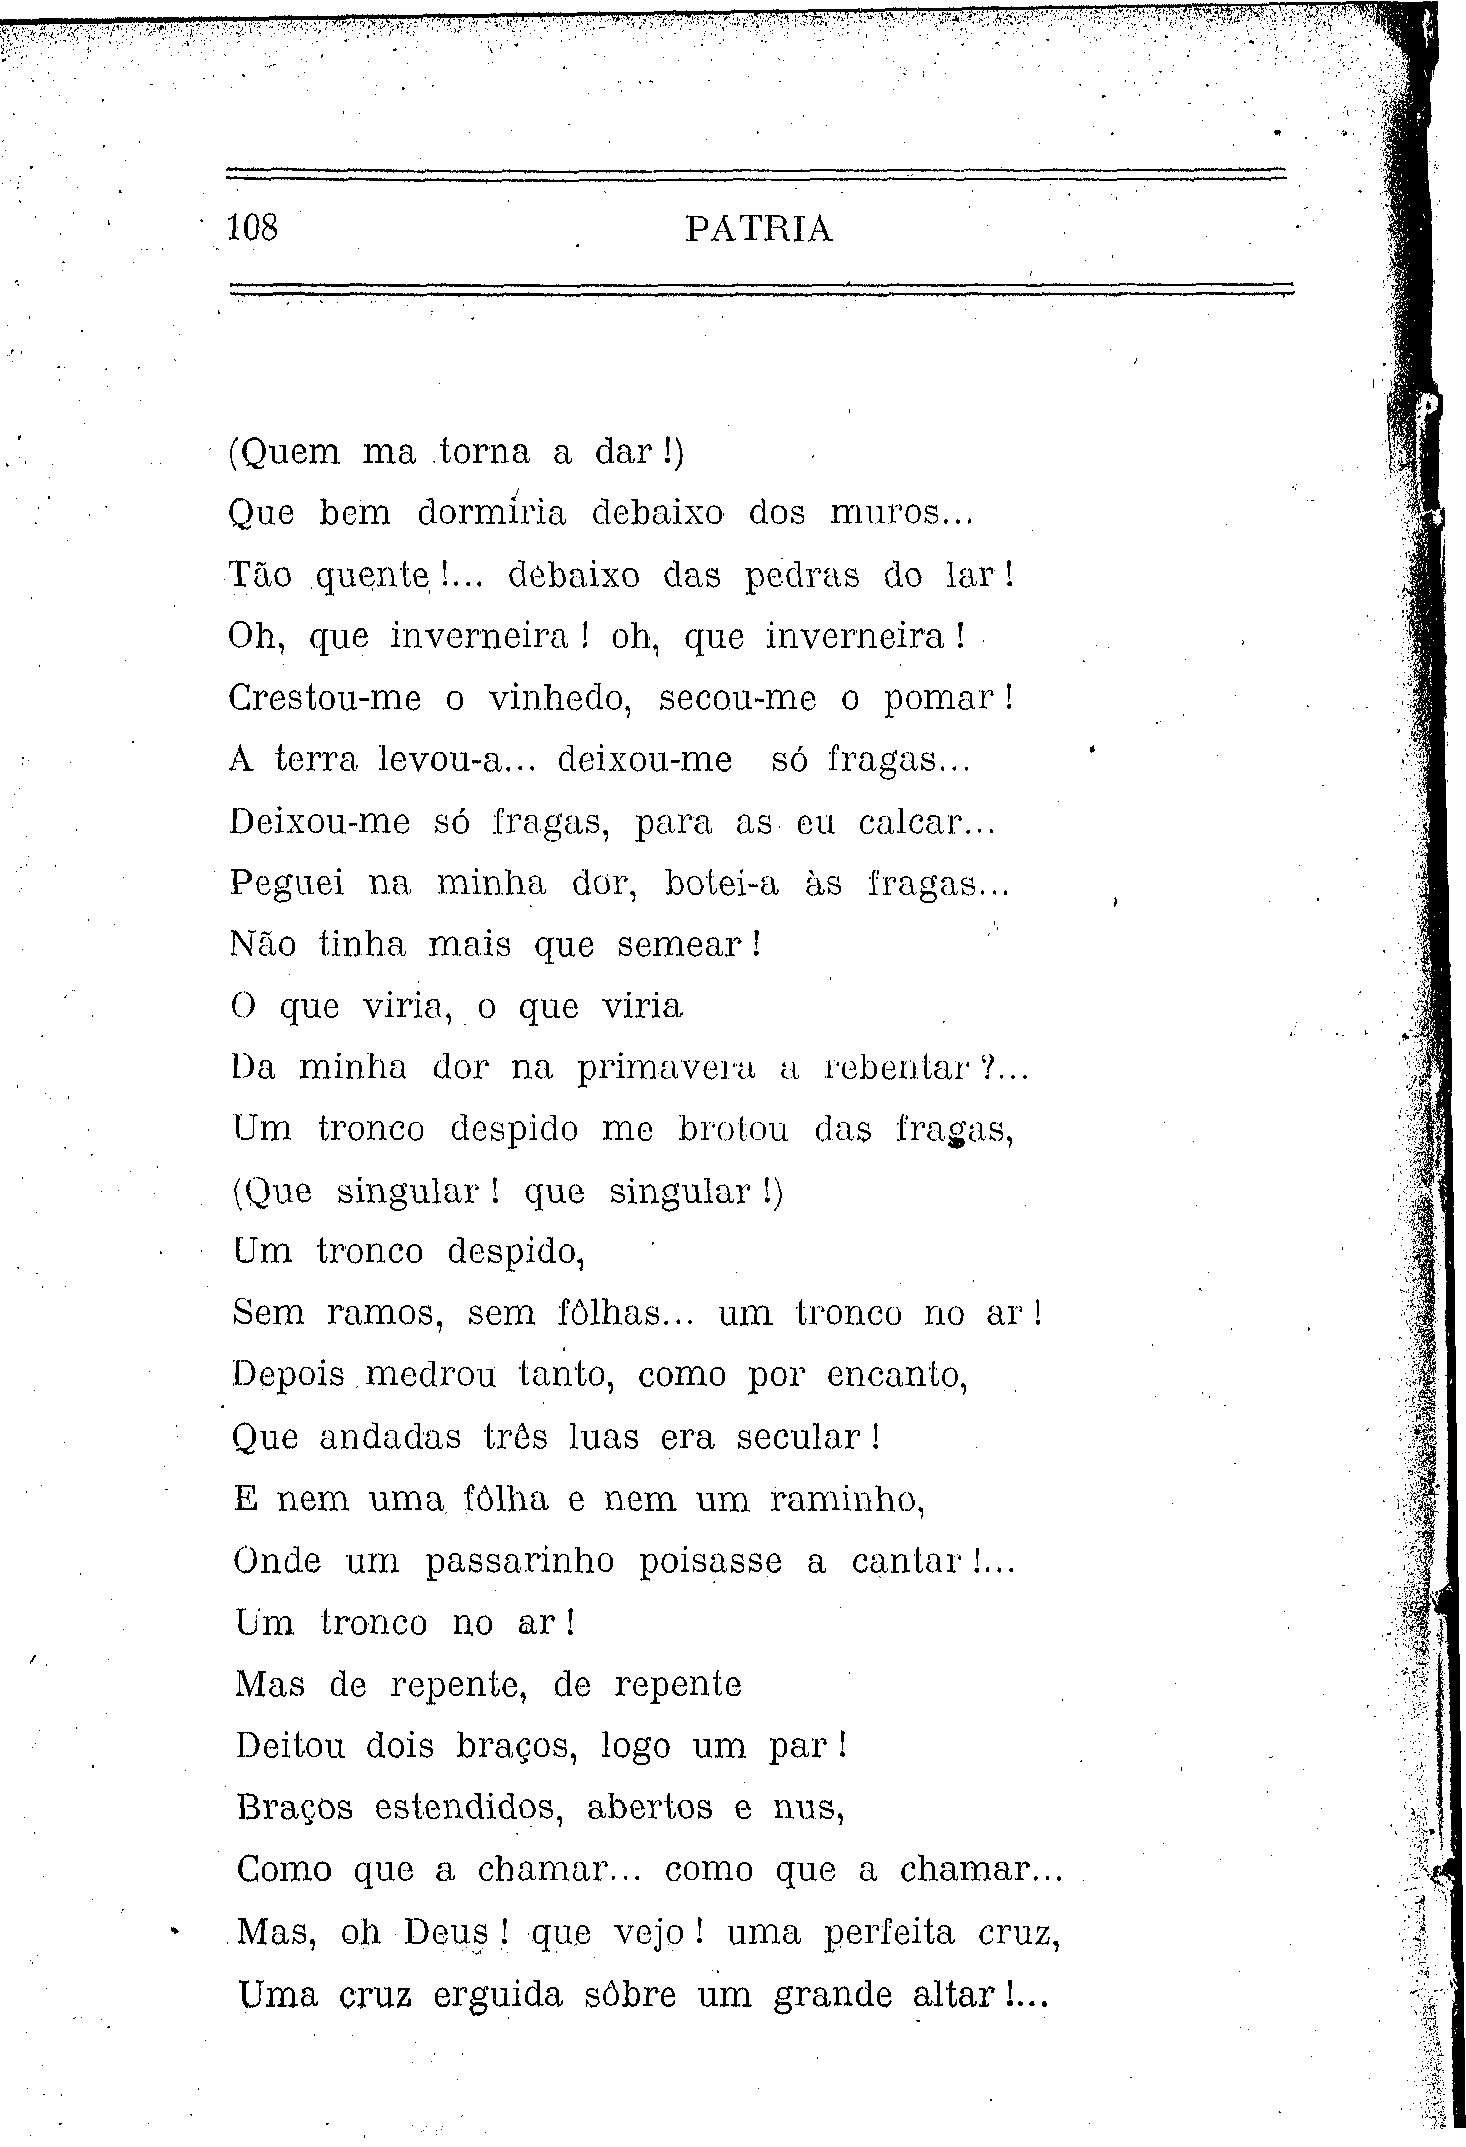 108 PATRIA
(Quem ma torna a dar!)
Que bem dormíria debaixo dos muros...
Tão quente!... debaixo das pedras do lar!
Oh, que inverneira! oh, que inverneira!
Crestou-me o vinhedo, secou-me o pomar!
A terra levou-a... deixou-me só fragas...
Deixou-me só fragas, para as eu calcar...
Peguei na minha dor, botei-a às fragas...
Não tinha mais que semear!
O que viria, o que viria
Da minha dor na primavera a rebentar?...
Um tronco despido me brotou das fragas,
(Que singular! que singular!)
Um tronco despido,
Sem ramos, sem fôlhas... um tronco no ar!
Depois medrou tanto, como por encanto,
Que andadas três luas era secular!
E nem uma fôlha e nem um raminho,
Onde um passarinho poisasse a cantar!...
Um tronco no ar!
Mas de repente, de repente
Deitou dois braços, logo um par!
Braços estendidos, abertos e nus,
Como que a chamar... como que a chamar...
Mas, oh Deus! que vejo! uma perfeita cruz,
Uma cruz erguida sôbre um grande altar!...